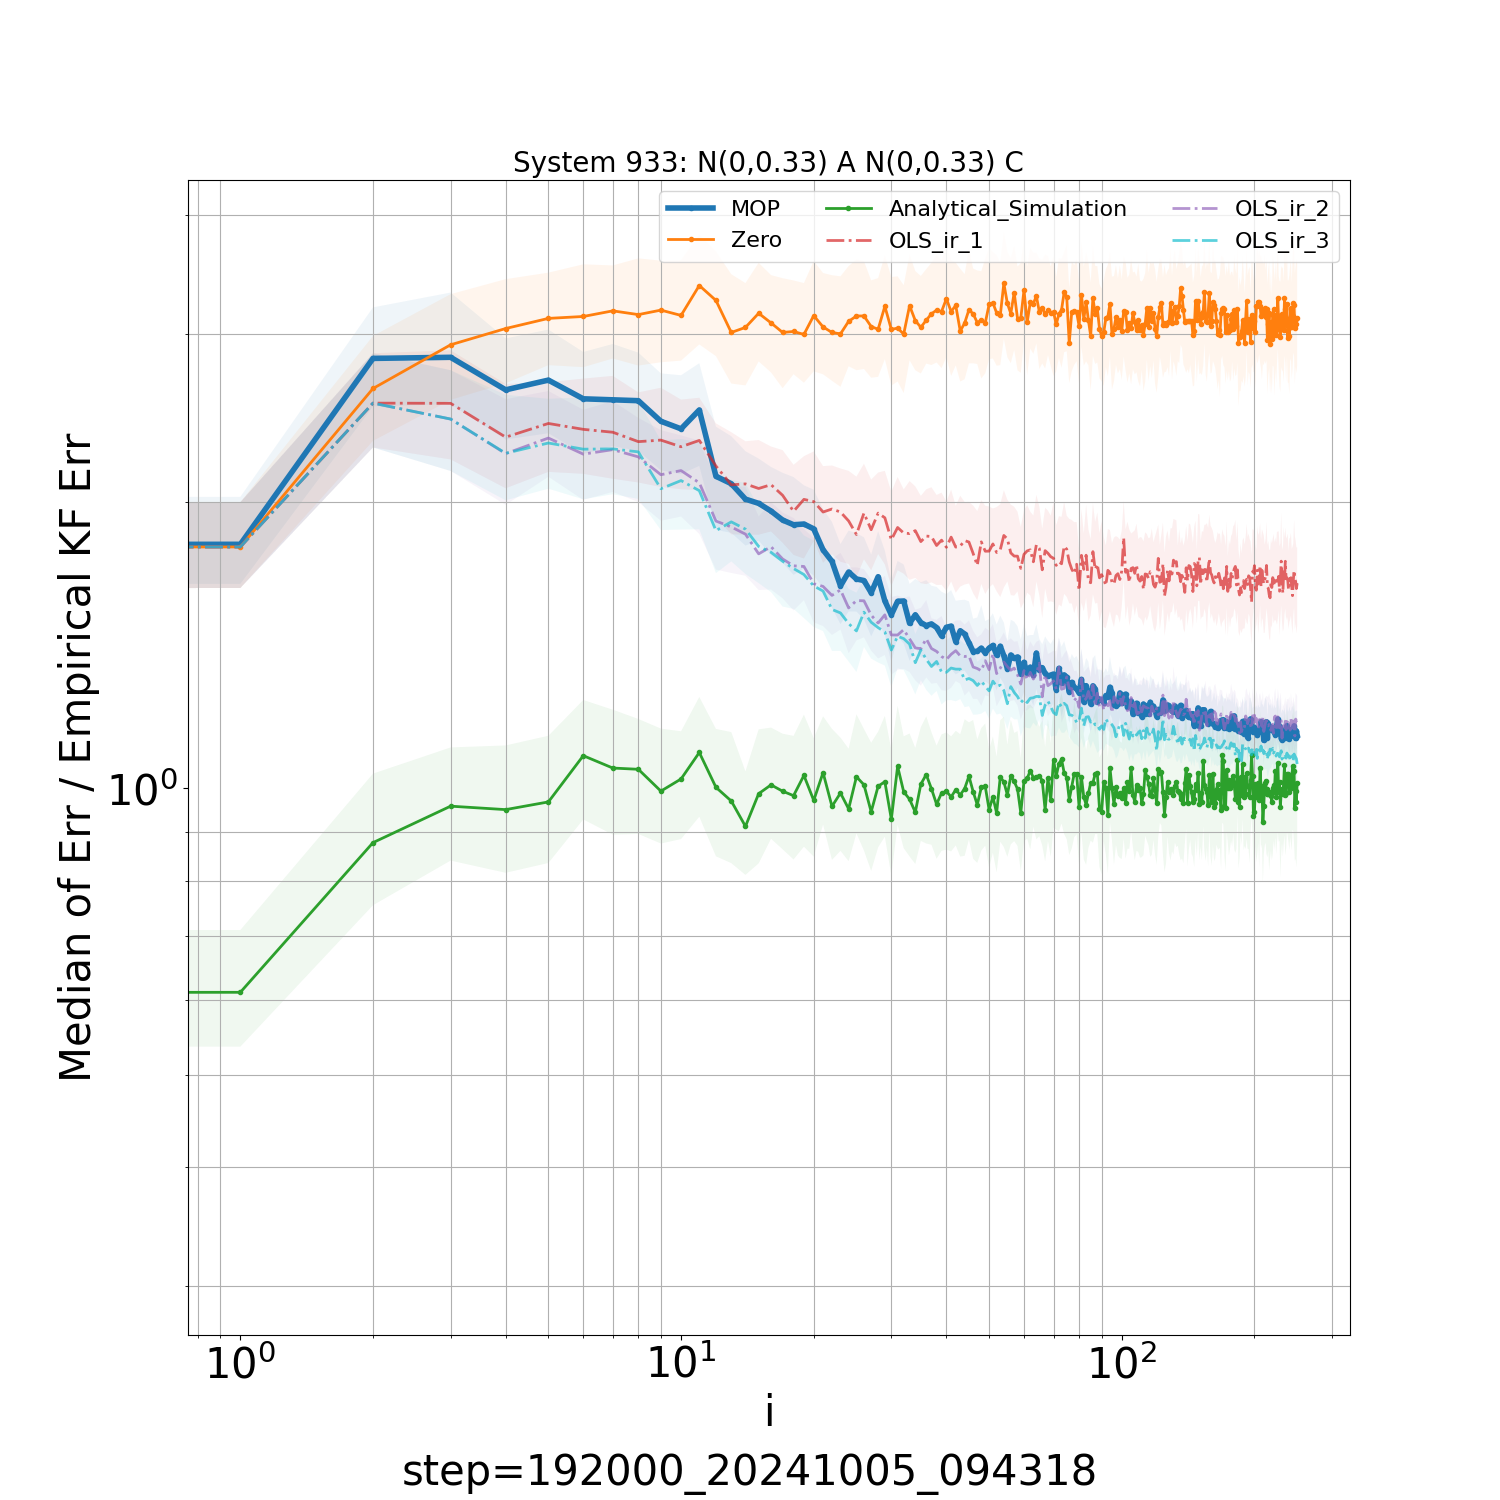 System 933: N(0,0.33) A N(0,0.33) C
MOP
Zero
Analytical_Simulation
OLS_ir_1
OLS_ir_2
OLS_ir_3
Median of Err / Empirical KF Err
10⁰
10⁰ 10¹ 10²
i
step=192000_20241005_094318